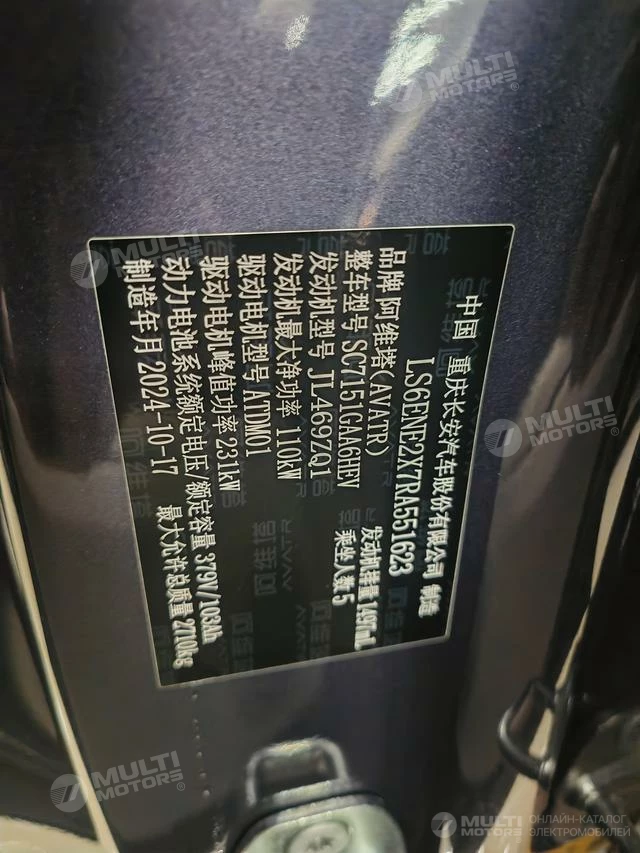 中国 重庆长安汽车股份有限公司 制造
LS6ENE2X7RA551623
品牌 阿维塔(AVATR)
整车型号 SC7151GAA6HEV 发动机排量 1497mL
发动机型号 JL469ZQ1 乘坐人数 5
发动机最大净功率 110kW
驱动电机型号 ATDM01
驱动电机峰值功率 231kW
动力电池系统额定电压/额定容量 379V/103Ah
制造年月 2024-10-17 最大允许总质量 2710kg
MULTI MOTORS®
MULTI MOTORS®
MULTI MOTORS®
MULTI MOTORS®
MULTI MOTORS
ОНЛАЙН-КАТАЛОГ
ЭЛЕКТРОМОБИЛЕЙ